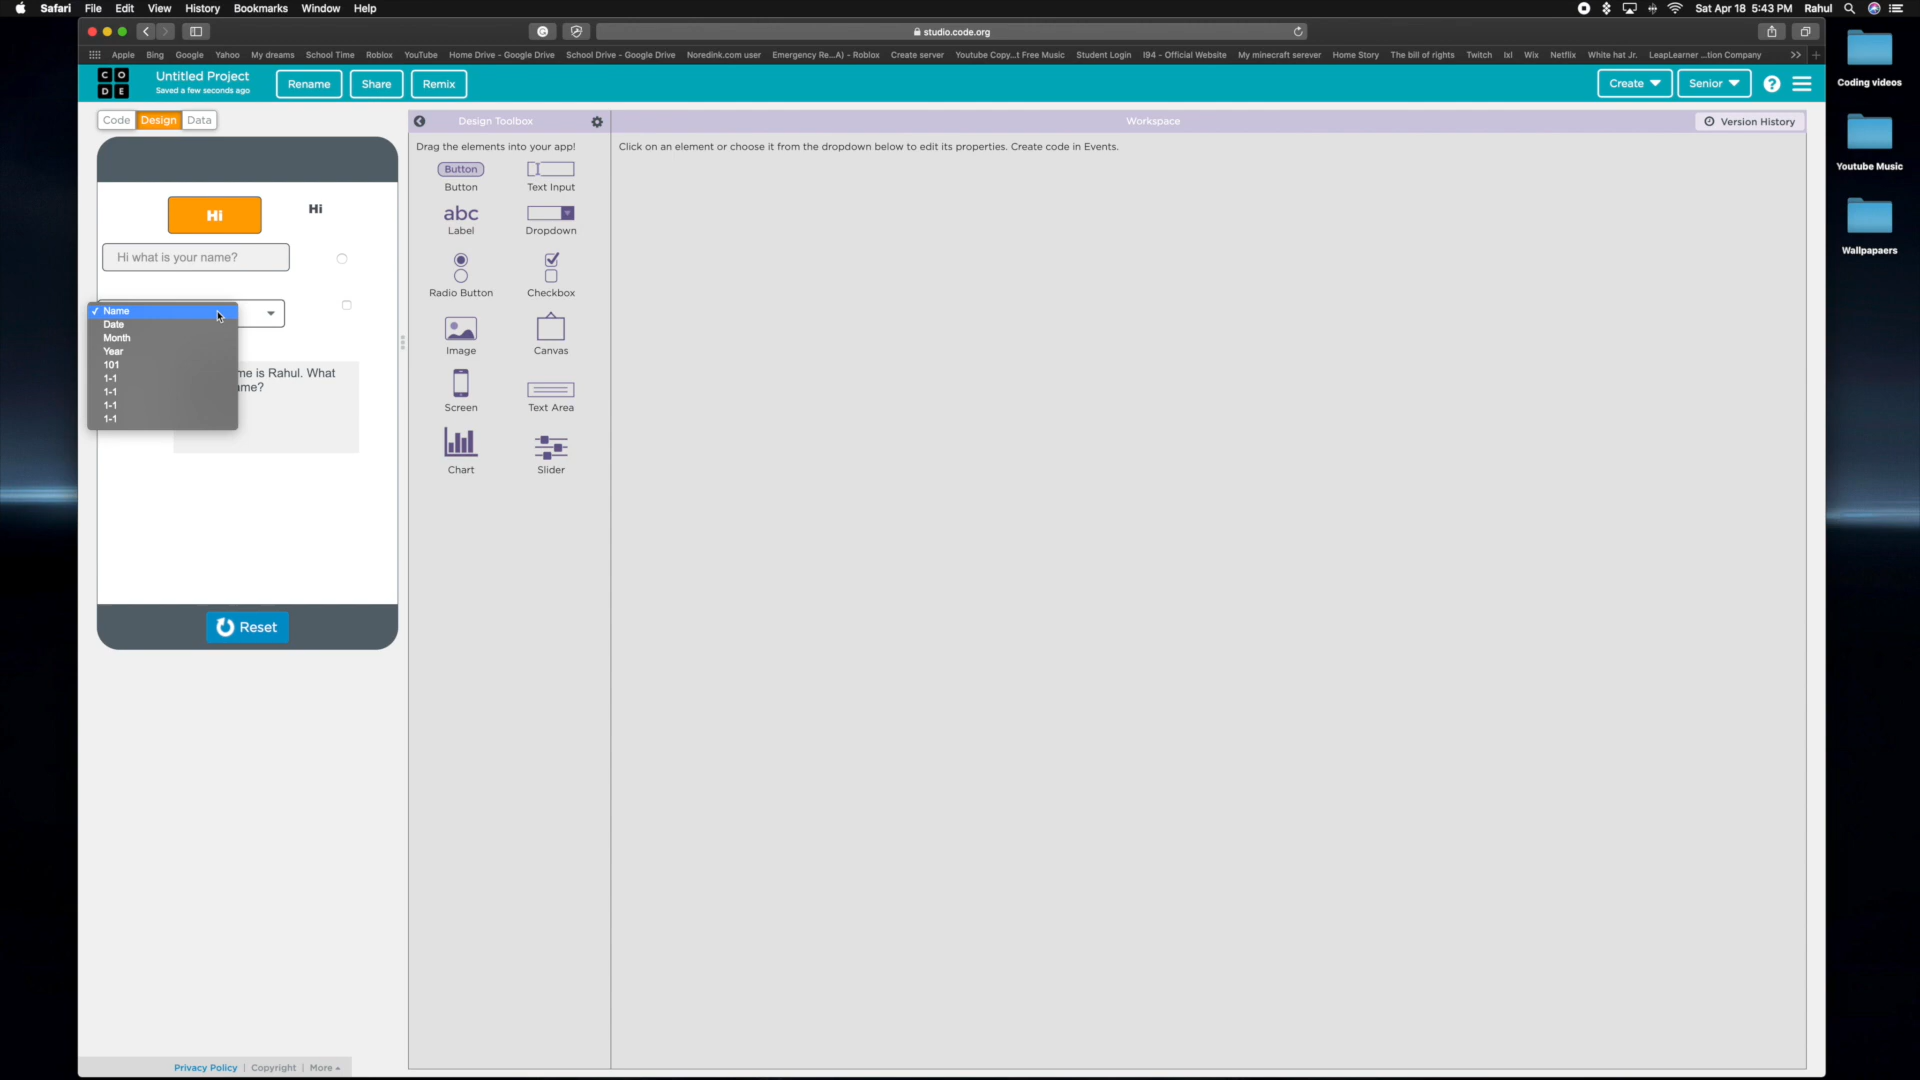 Safari File Edit View History Bookmarks Window Help Sat Apr 18 5:43 PM Rahul
studio.code.org
Apple Bing Google Yahoo My dreams School Time Roblox YouTube Home Drive - Google Drive School Drive - Google Drive Noredink.com user Emergency Re...A) - Roblox Create server Youtube Copy...t Free Music Student Login I94 - Official Website My minecraft serever Home Story The bill of rights Twitch Ixl Wix Netflix White hat Jr. LeapLearner ...tion Company
C O D E
Untitled Project
Saved a few seconds ago
Rename Share Remix Create Senior ?
Coding videos
Youtube Music
Wallpapaers
Code Design Data
Design Toolbox
Workspace
Version History
Drag the elements into your app!
Click on an element or choose it from the dropdown below to edit its properties. Create code in Events.
Button
Button Text Input
abc
Label Dropdown
Radio Button Checkbox
Image Canvas
Screen Text Area
Chart Slider
Hi Hi
Hi what is your name?
✓ Name
Date
Month
Year
101
1-1
1-1
1-1
1-1
me is Rahul. What
ame?
Reset
Privacy Policy | Copyright | More